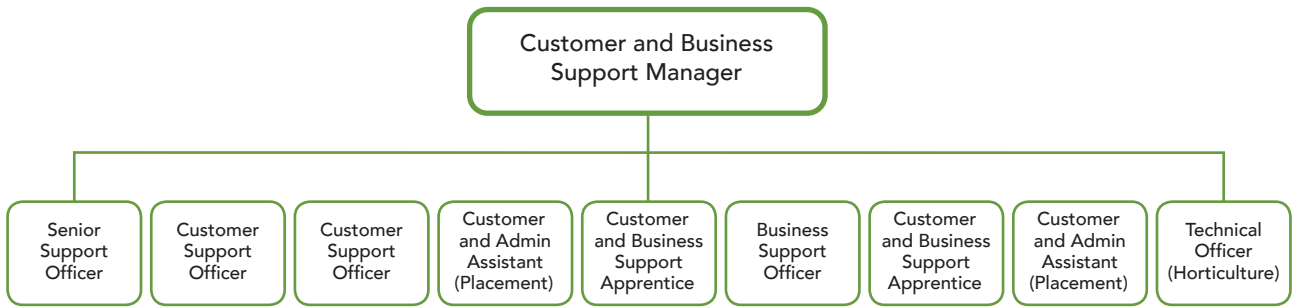 Customer and Business
Support Manager
Senior
Support
Officer
Customer
Support
Officer
Customer
Support
Officer
Customer
and Admin
Assistant
(Placement)
Customer
and Business
Support
Apprentice
Business
Support
Officer
Customer
and Business
Support
Apprentice
Customer
and Admin
Assistant
(Placement)
Technical
Officer
(Horticulture)